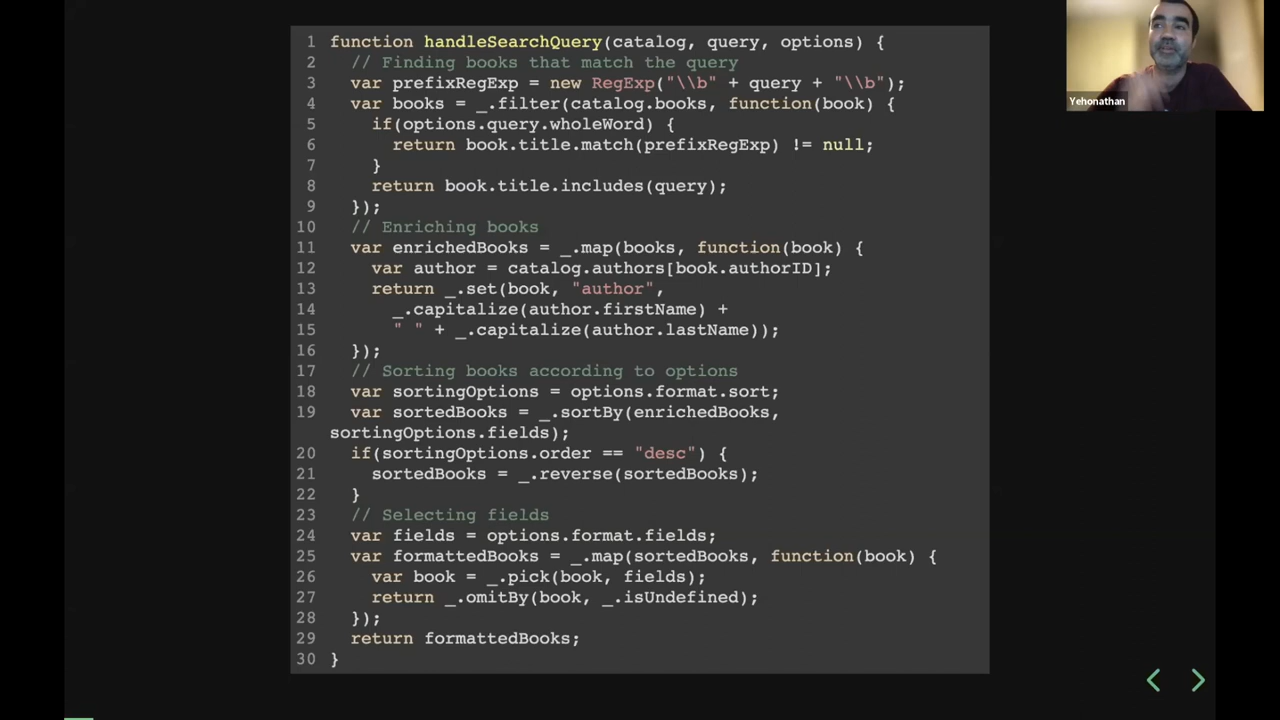 1 function handleSearchQuery(catalog, query, options) {
2   // Finding books that match the query
3   var prefixRegExp = new RegExp("\\b" + query + "\\b");
4   var books = _.filter(catalog.books, function(book) {
5     if(options.query.wholeWord) {
6       return book.title.match(prefixRegExp) != null;
7     }
8     return book.title.includes(query);
9   });
10   // Enriching books
11   var enrichedBooks = _.map(books, function(book) {
12     var author = catalog.authors[book.authorID];
13     return _.set(book, "author",
14       _.capitalize(author.firstName) +
15       " " + _.capitalize(author.lastName));
16   });
17   // Sorting books according to options
18   var sortingOptions = options.format.sort;
19   var sortedBooks = _.sortBy(enrichedBooks,
sortingOptions.fields);
20   if(sortingOptions.order == "desc") {
21     sortedBooks = _.reverse(sortedBooks);
22   }
23   // Selecting fields
24   var fields = options.format.fields;
25   var formattedBooks = _.map(sortedBooks, function(book) {
26     var book = _.pick(book, fields);
27     return _.omitBy(book, _.isUndefined);
28   });
29   return formattedBooks;
30 }
Yehonathan